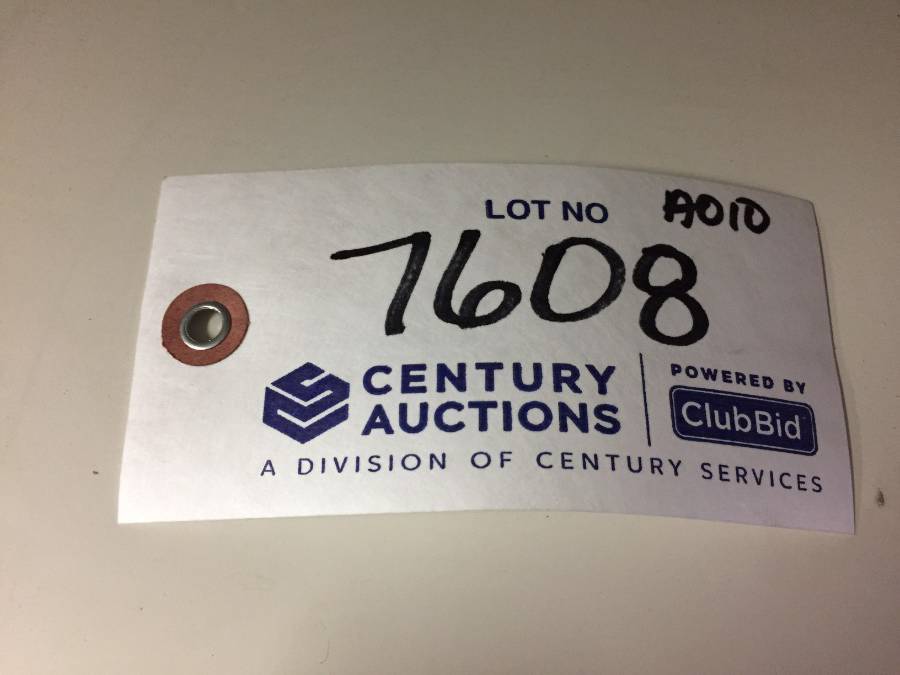 LOT NO A010
7608
CENTURY
AUCTIONS
A DIVISION OF CENTURY SERVICES
POWERED BY
ClubBid